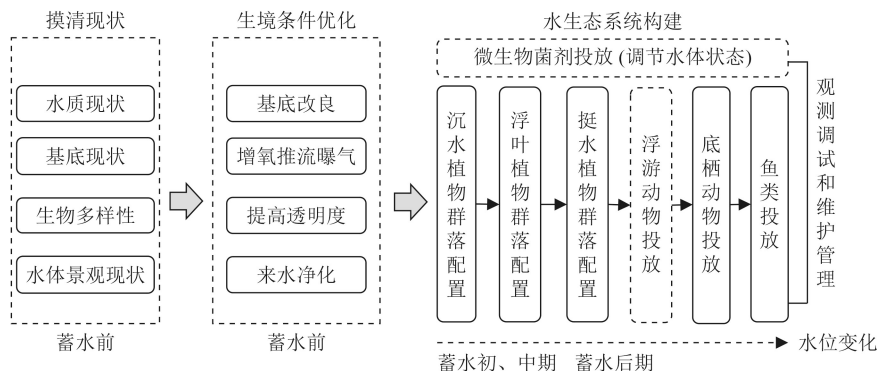 摸清现状
水质现状
基底现状
生物多样性
水体景观现状
蓄水前
生境条件优化
基底改良
增氧推流曝气
提高透明度
来水净化
蓄水前
水生态系统构建
微生物菌剂投放(调节水体状态)
沉水植物群落配置
浮叶植物群落配置
挺水植物群落配置
浮游动物投放
底栖动物投放
鱼类投放
观测调试和维护管理
水位变化
蓄水初、中期 蓄水后期